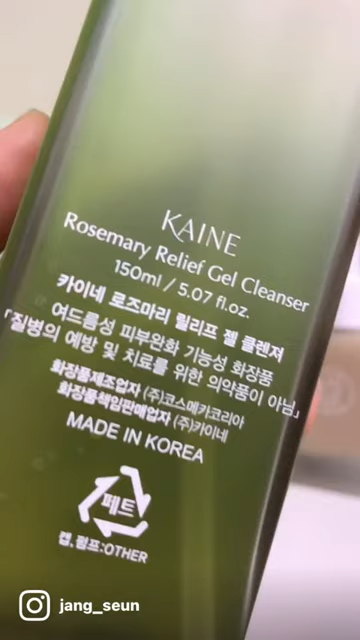 KAINE
Rosemary Relief Gel Cleanser
150ml / 5.07 fl.oz.
카이네 로즈마리 릴리프 젤 클렌져
여드름성 피부완화 기능성 화장품
「질병의 예방 및 치료를 위한 의약품이 아님」
화장품제조업자 (주)코스메카코리아
화장품책임판매업자 (주)카이네
MADE IN KOREA
페트
캡,펌프:OTHER
jang_seun